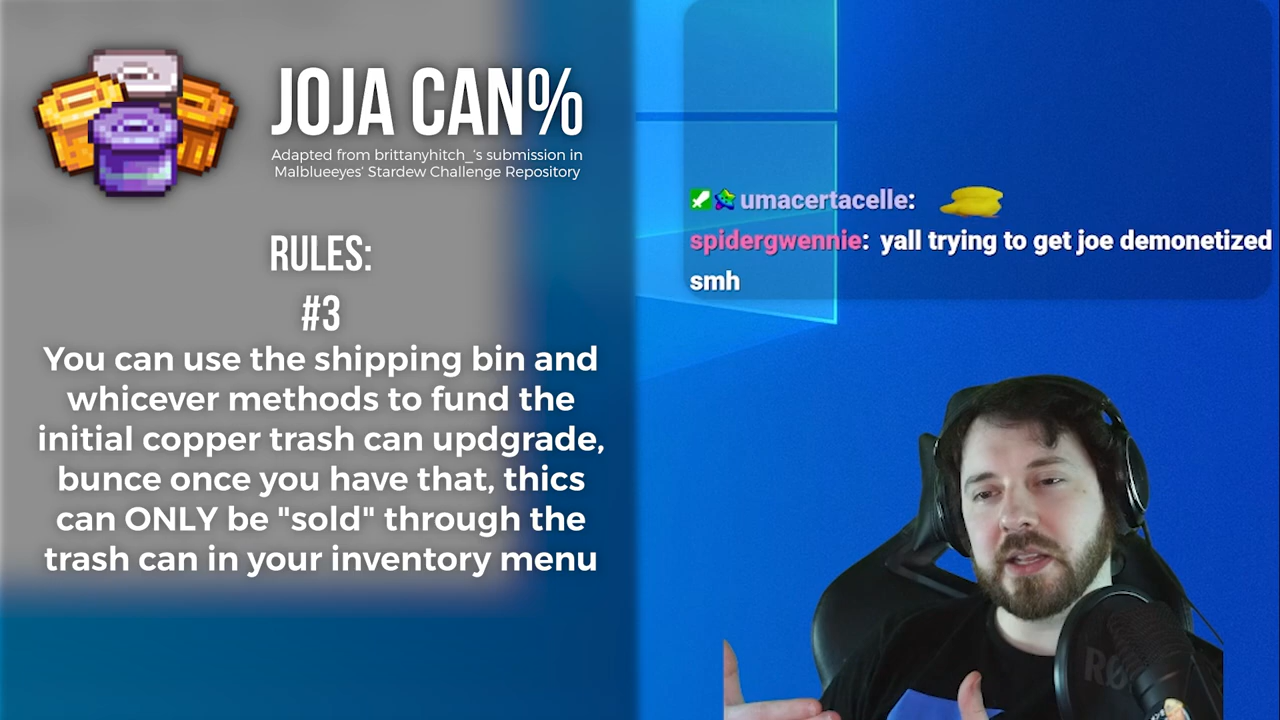 JOJA CAN%
Adapted from brittanyhitch_'s submission in
Malblueeyes' Stardew Challenge Repository
RULES:
#3
You can use the shipping bin and
whicever methods to fund the
initial copper trash can updgrade,
bunce once you have that, thics
can ONLY be "sold" through the
trash can in your inventory menu
umacertacelle:
spidergwennie: yall trying to get joe demonetized
smh